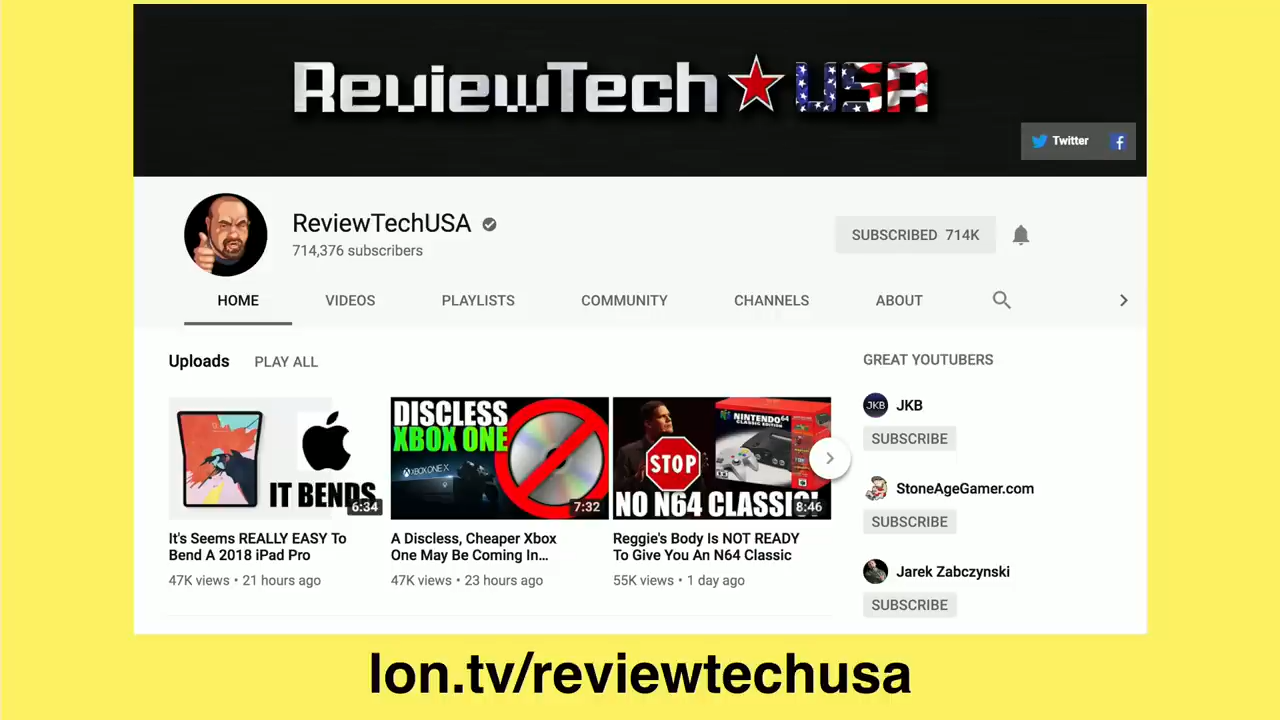 ReviewTech USA
Twitter
ReviewTechUSA
714,376 subscribers
SUBSCRIBED 714K
HOME
VIDEOS
PLAYLISTS
COMMUNITY
CHANNELS
ABOUT
Uploads
PLAY ALL
IT BENDS
6:34
It's Seems REALLY EASY To
Bend A 2018 iPad Pro
47K views • 21 hours ago
DISCLESS
XBOX ONE
XBOX ONE X
7:32
A Discless, Cheaper Xbox
One May Be Coming In...
47K views • 23 hours ago
NINTENDO 64
CLASSIC EDITION
STOP
NO N64 CLASSIC!
8:46
Reggie's Body Is NOT READY
To Give You An N64 Classic
55K views • 1 day ago
GREAT YOUTUBERS
JKB
JKB
SUBSCRIBE
StoneAgeGamer.com
SUBSCRIBE
Jarek Zabczynski
SUBSCRIBE
lon.tv/reviewtechusa